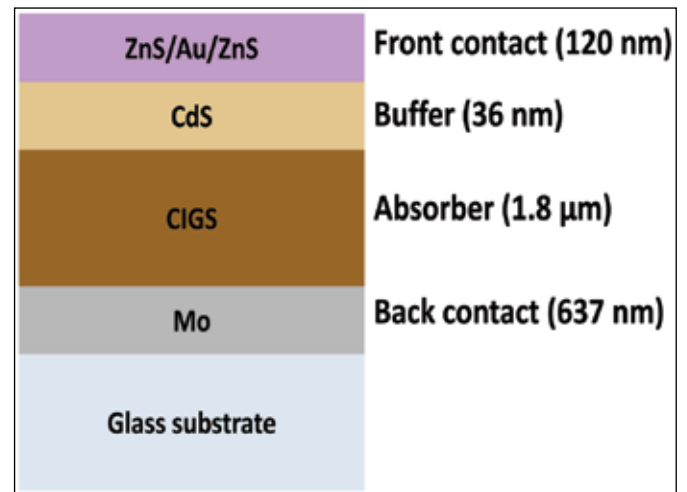 ZnS/Au/ZnS Front contact (120 nm)
CdS Buffer (36 nm)
CIGS Absorber (1.8 μm)
Mo Back contact (637 nm)
Glass substrate